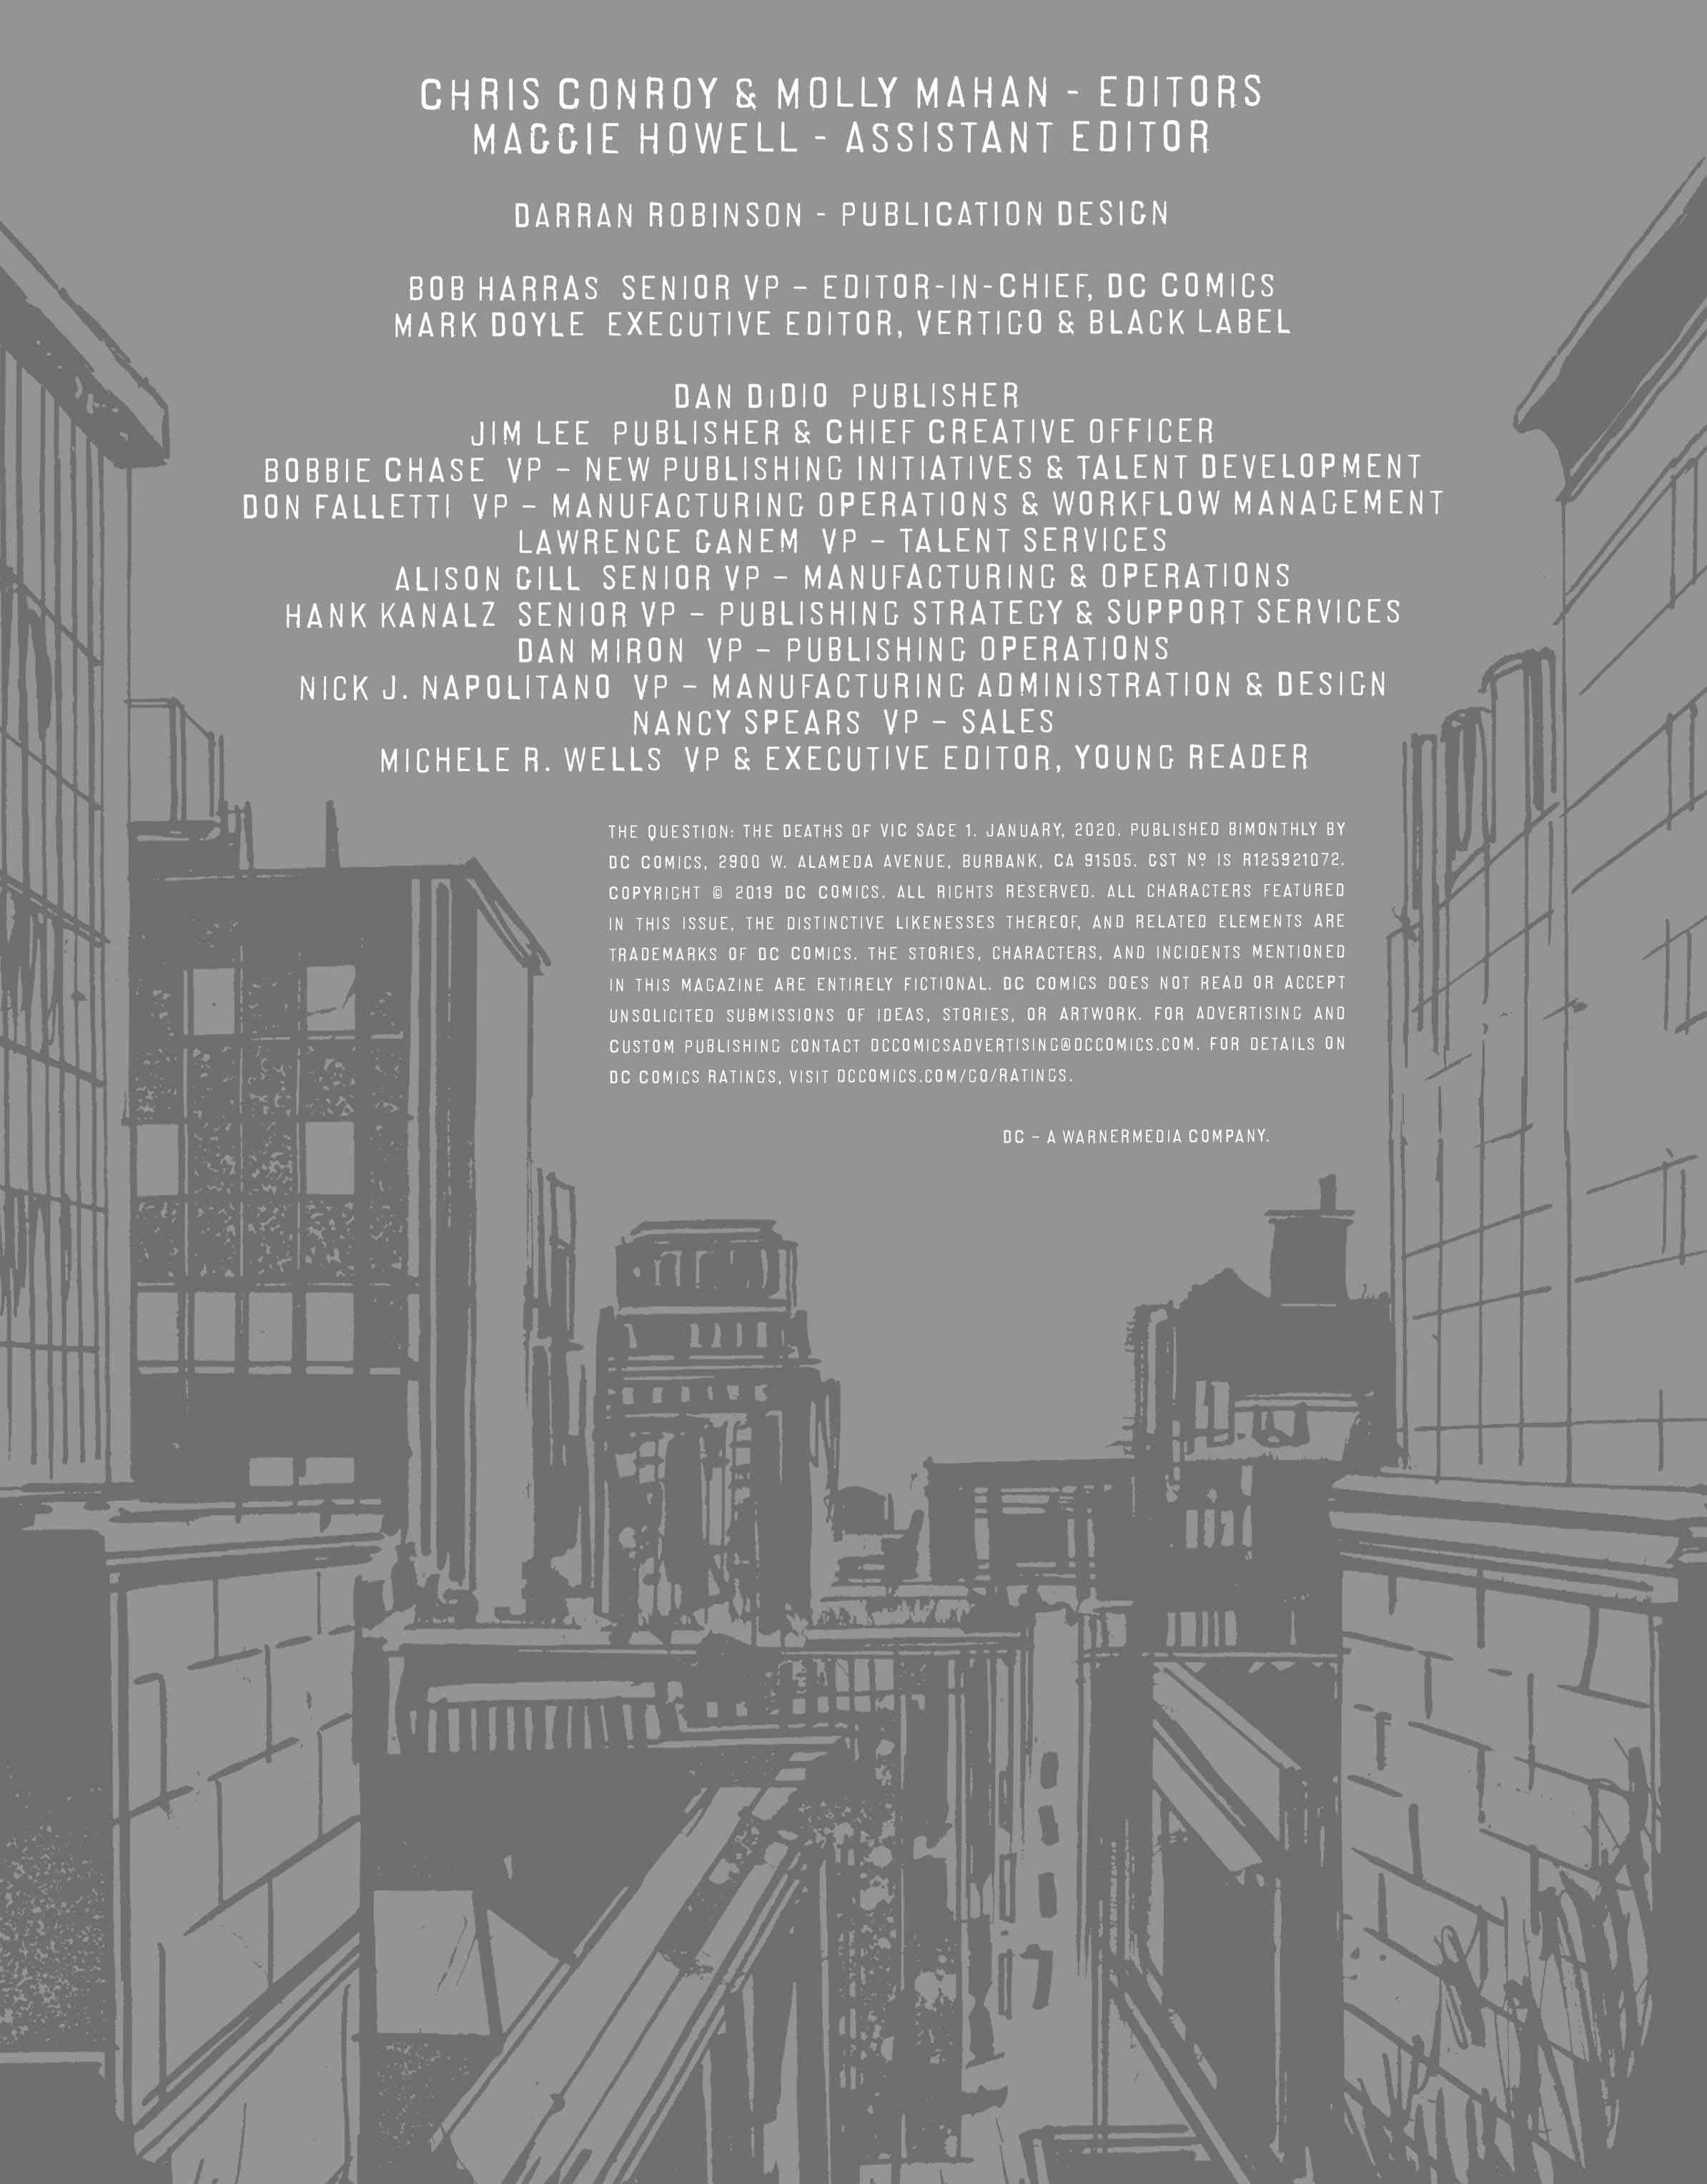 CHRIS CONROY & MOLLY MAHAN - EDITORS
MAGGIE HOWELL - ASSISTANT EDITOR
DARRAN ROBINSON - PUBLICATION DESIGN
BOB HARRAS SENIOR VP – EDITOR-IN-CHIEF, DC COMICS
MARK DOYLE EXECUTIVE EDITOR, VERTIGO & BLACK LABEL
DAN DiDIO PUBLISHER
JIM LEE PUBLISHER & CHIEF CREATIVE OFFICER
BOBBIE CHASE VP – NEW PUBLISHING INITIATIVES & TALENT DEVELOPMENT
DON FALLETTI VP – MANUFACTURING OPERATIONS & WORKFLOW MANAGEMENT
LAWRENCE GANEM VP – TALENT SERVICES
ALISON GILL SENIOR VP – MANUFACTURING & OPERATIONS
HANK KANALZ SENIOR VP – PUBLISHING STRATEGY & SUPPORT SERVICES
DAN MIRON VP – PUBLISHING OPERATIONS
NICK J. NAPOLITANO VP – MANUFACTURING ADMINISTRATION & DESIGN
NANCY SPEARS VP – SALES
MICHELE R. WELLS VP & EXECUTIVE EDITOR, YOUNG READER
THE QUESTION: THE DEATHS OF VIC SAGE 1. JANUARY, 2020. PUBLISHED BIMONTHLY BY
DC COMICS, 2900 W. ALAMEDA AVENUE, BURBANK, CA 91505. GST Nº IS R125921072.
COPYRIGHT © 2019 DC COMICS. ALL RIGHTS RESERVED. ALL CHARACTERS FEATURED
IN THIS ISSUE, THE DISTINCTIVE LIKENESSES THEREOF, AND RELATED ELEMENTS ARE
TRADEMARKS OF DC COMICS. THE STORIES, CHARACTERS, AND INCIDENTS MENTIONED
IN THIS MAGAZINE ARE ENTIRELY FICTIONAL. DC COMICS DOES NOT READ OR ACCEPT
UNSOLICITED SUBMISSIONS OF IDEAS, STORIES, OR ARTWORK. FOR ADVERTISING AND
CUSTOM PUBLISHING CONTACT DCCOMICSADVERTISING@DCCOMICS.COM. FOR DETAILS ON
DC COMICS RATINGS, VISIT DCCOMICS.COM/GO/RATINGS.
DC – A WARNERMEDIA COMPANY.